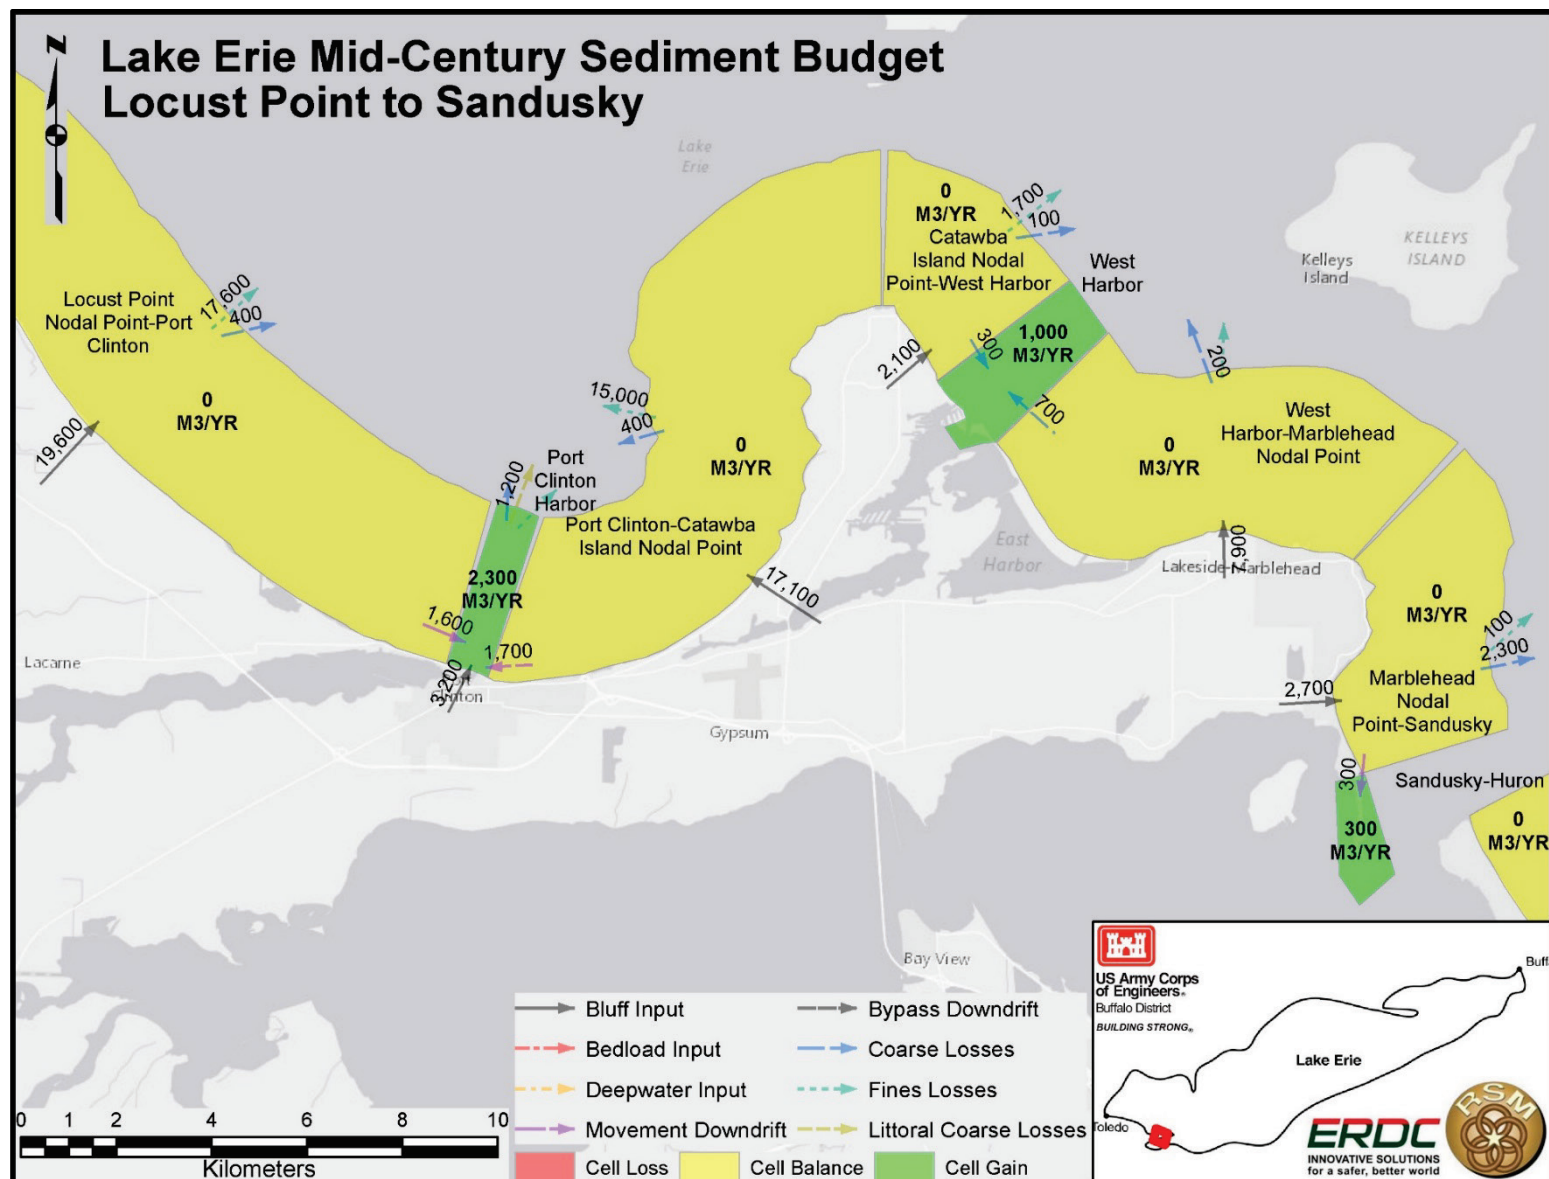 Lake Erie Mid-Century Sediment Budget
Locust Point to Sandusky
N
Lake
Erie
0
M3/YR
Catawba
Island Nodal
Point-West Harbor
1,700
100
West
Harbor
KELLEYS
ISLAND
Kelleys
Island
Locust Point
Nodal Point-Port
Clinton
17,600
400
0
M3/YR
19,600
2,100
300
1,000
M3/YR
700
200
15,000
400
0
M3/YR
West
Harbor-Marblehead
Nodal Point
0
M3/YR
Port
Clinton
Harbor
1,200
Port Clinton-Catawba
Island Nodal Point
East
Harbor
2,900
Lakeside-Marblehead
2,300
M3/YR
1,600
1,700
17,100
3,200
Clinton
Lacarne
Gypsum
0
M3/YR
100
2,300
2,700
Marblehead
Nodal
Point-Sandusky
300
Sandusky-Huron
300
M3/YR
0
M3/YR
Bay View
Bluff Input
Bypass Downdrift
Bedload Input
Coarse Losses
Deepwater Input
Fines Losses
Movement Downdrift
Littoral Coarse Losses
Cell Loss
Cell Balance
Cell Gain
0 1 2 4 6 8 10
Kilometers
US Army Corps
of Engineers®
Buffalo District
BUILDING STRONG®
Buff
Lake Erie
Toledo
ERDC
INNOVATIVE SOLUTIONS
for a safer, better world
RSM